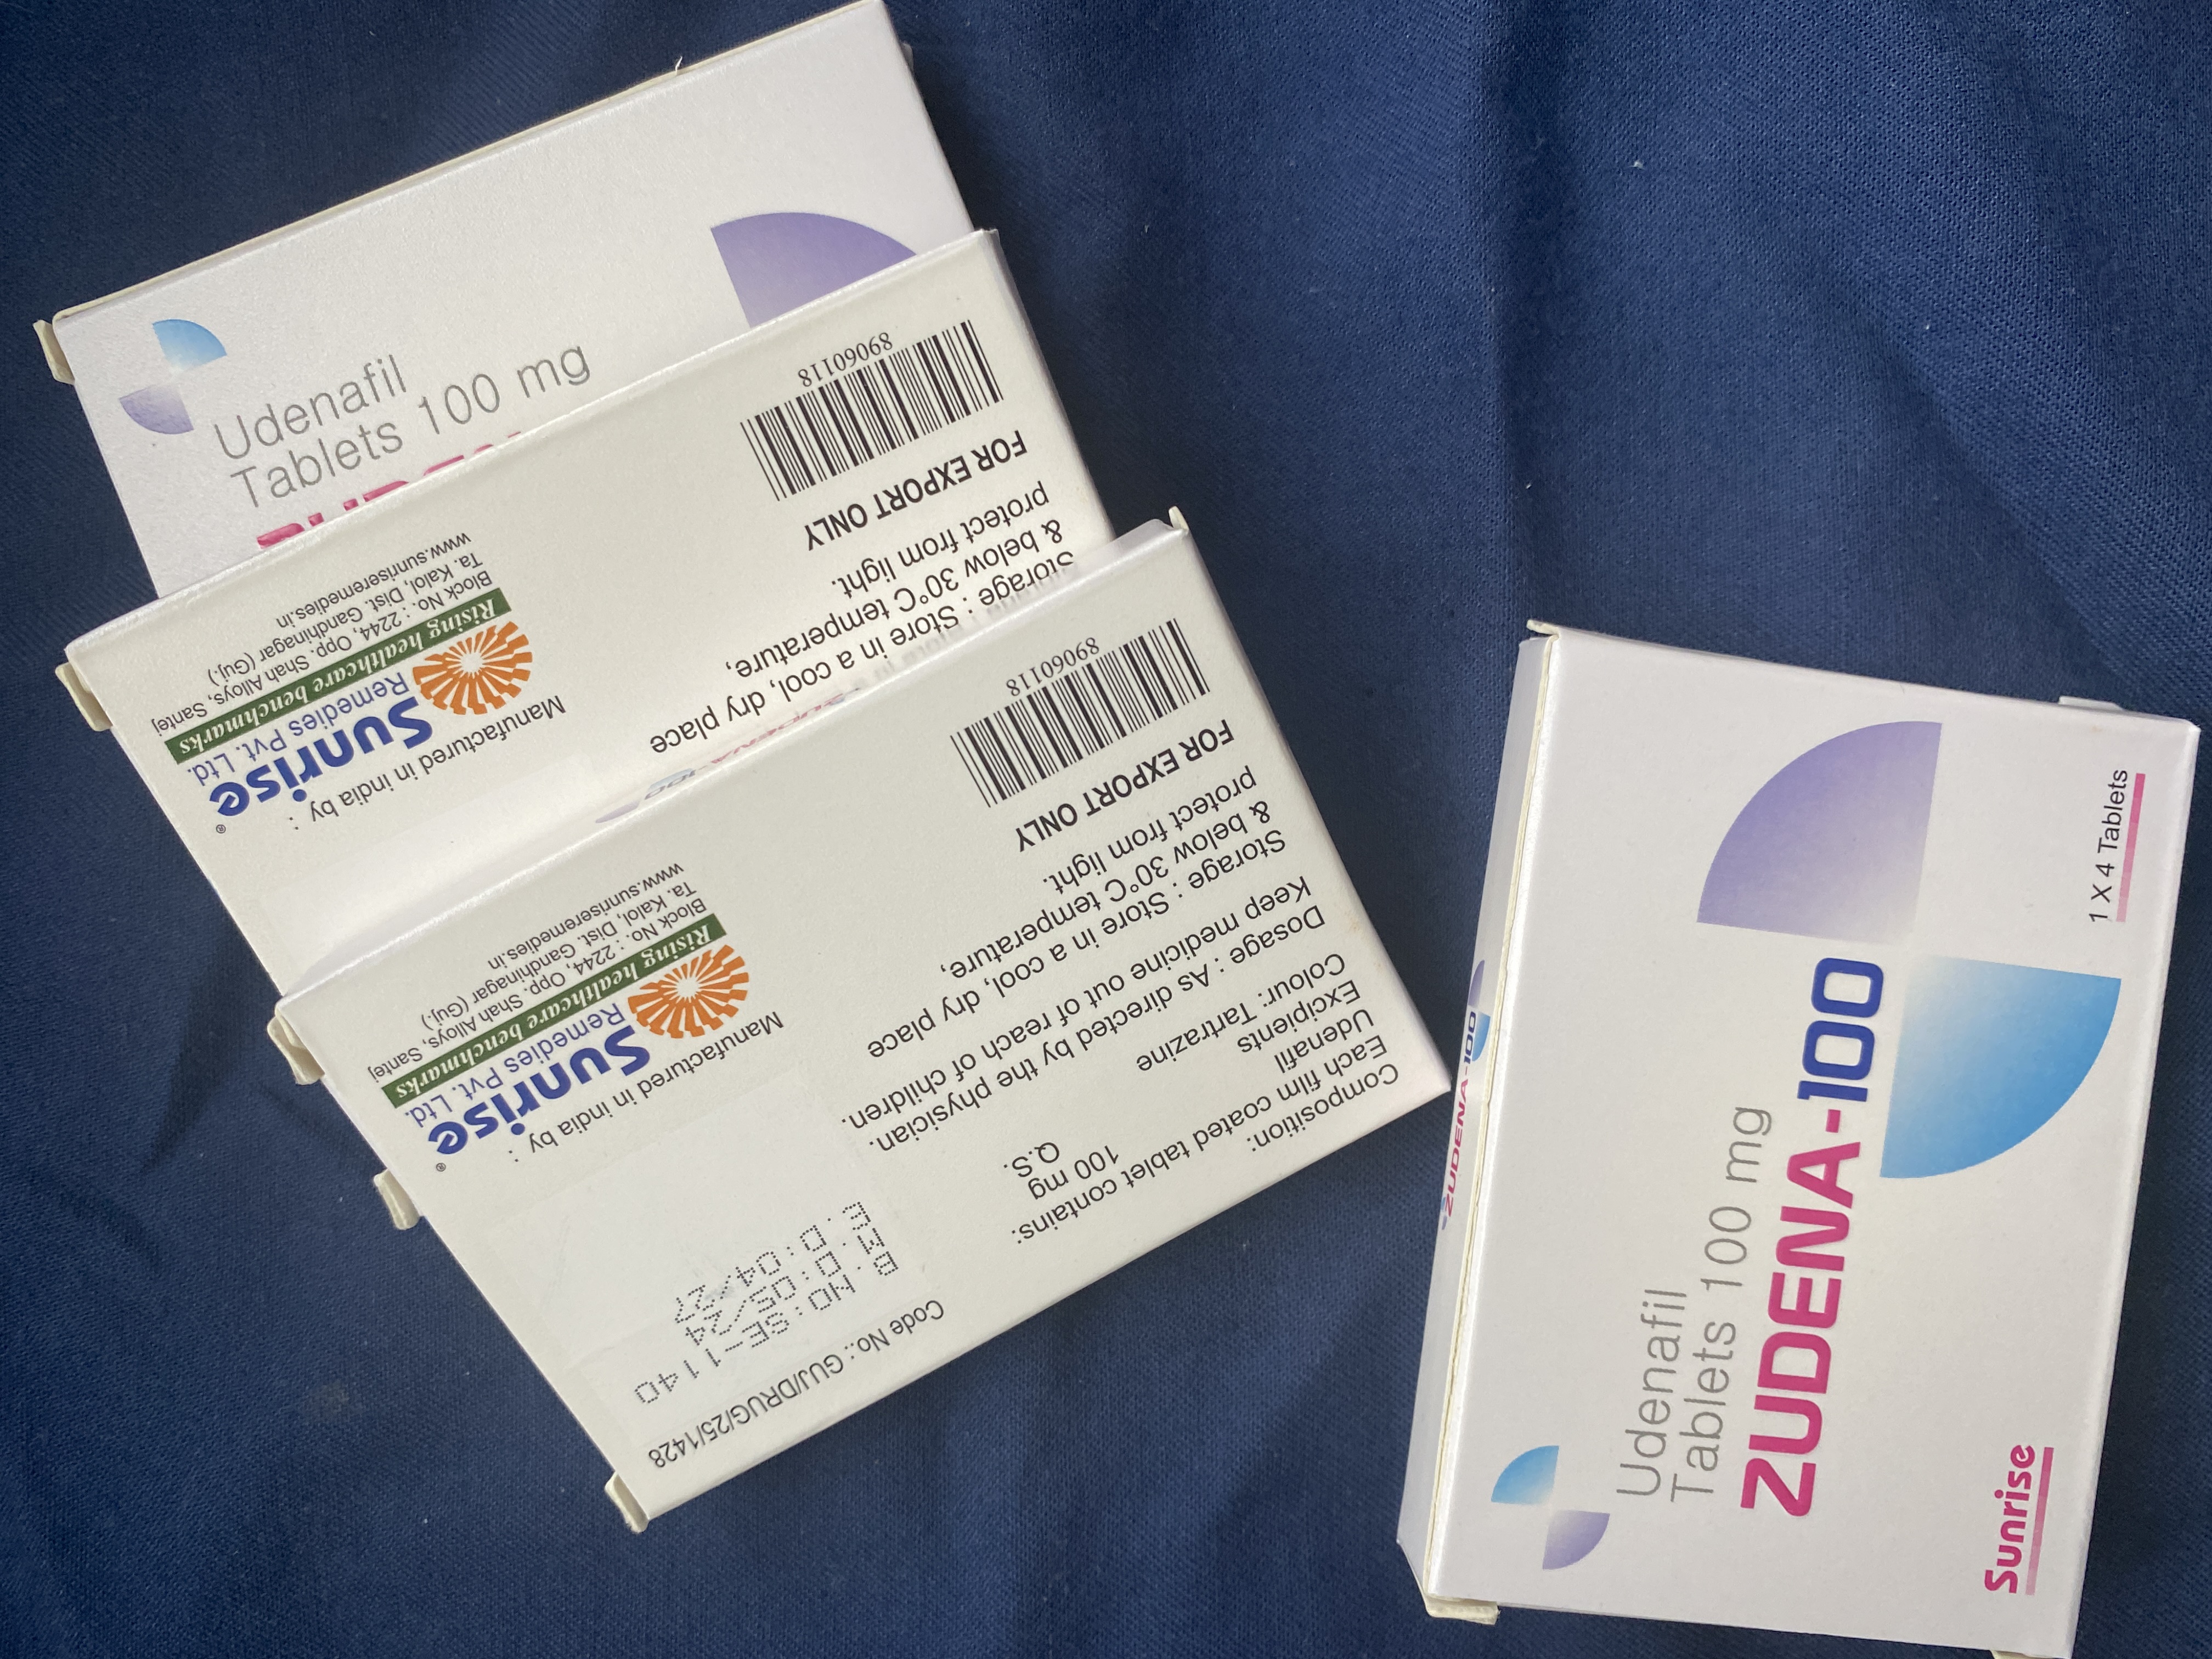 Udenafil
Tablets 100 mg
Manufactured in india by :
Sunrise®
Remedies Pvt. Ltd.
Rising healthcare benchmarks
Block No. : 2244, Opp. Shah Alloys, Santej
Ta. Kalol, Dist. Gandhinagar (Guj.)
www.sunriseremedies.in
Storage : Store in a cool, dry place
& below 30°C temperature,
protect from light.
FOR EXPORT ONLY
89060118
ZUDENA-100
Composition:
Each film coated tablet contains:
Udenafil 100 mg
Excipients Q.S.
Colour: Tartrazine
Dosage : As directed by the physician.
Keep medicine out of reach of children.
Storage : Store in a cool, dry place
& below 30°C temperature,
protect from light.
FOR EXPORT ONLY
89060118
Code No.: GUJ/DRUG/25/1428
B.NO:SE-1140
M.D:05/24
E.D:04/27
Manufactured in india by :
Sunrise®
Remedies Pvt. Ltd.
Rising healthcare benchmarks
Block No. : 2244, Opp. Shah Alloys, Santej
Ta. Kalol, Dist. Gandhinagar (Guj.)
www.sunriseremedies.in
ZUDENA-100
Udenafil
Tablets 100 mg
ZUDENA-100
Sunrise
1 X 4 Tablets